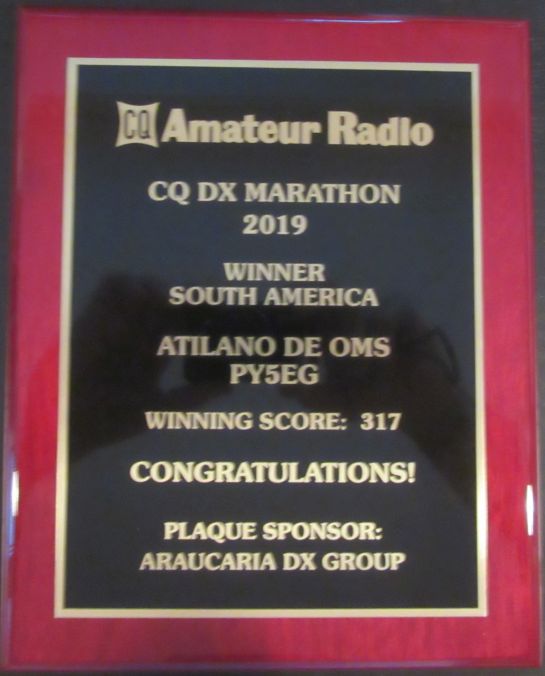 CQ Amateur Radio
CQ DX MARATHON
2019
WINNER
SOUTH AMERICA
ATILANO DE OMS
PY5EG
WINNING SCORE: 317
CONGRATULATIONS!
PLAQUE SPONSOR:
ARAUCARIA DX GROUP